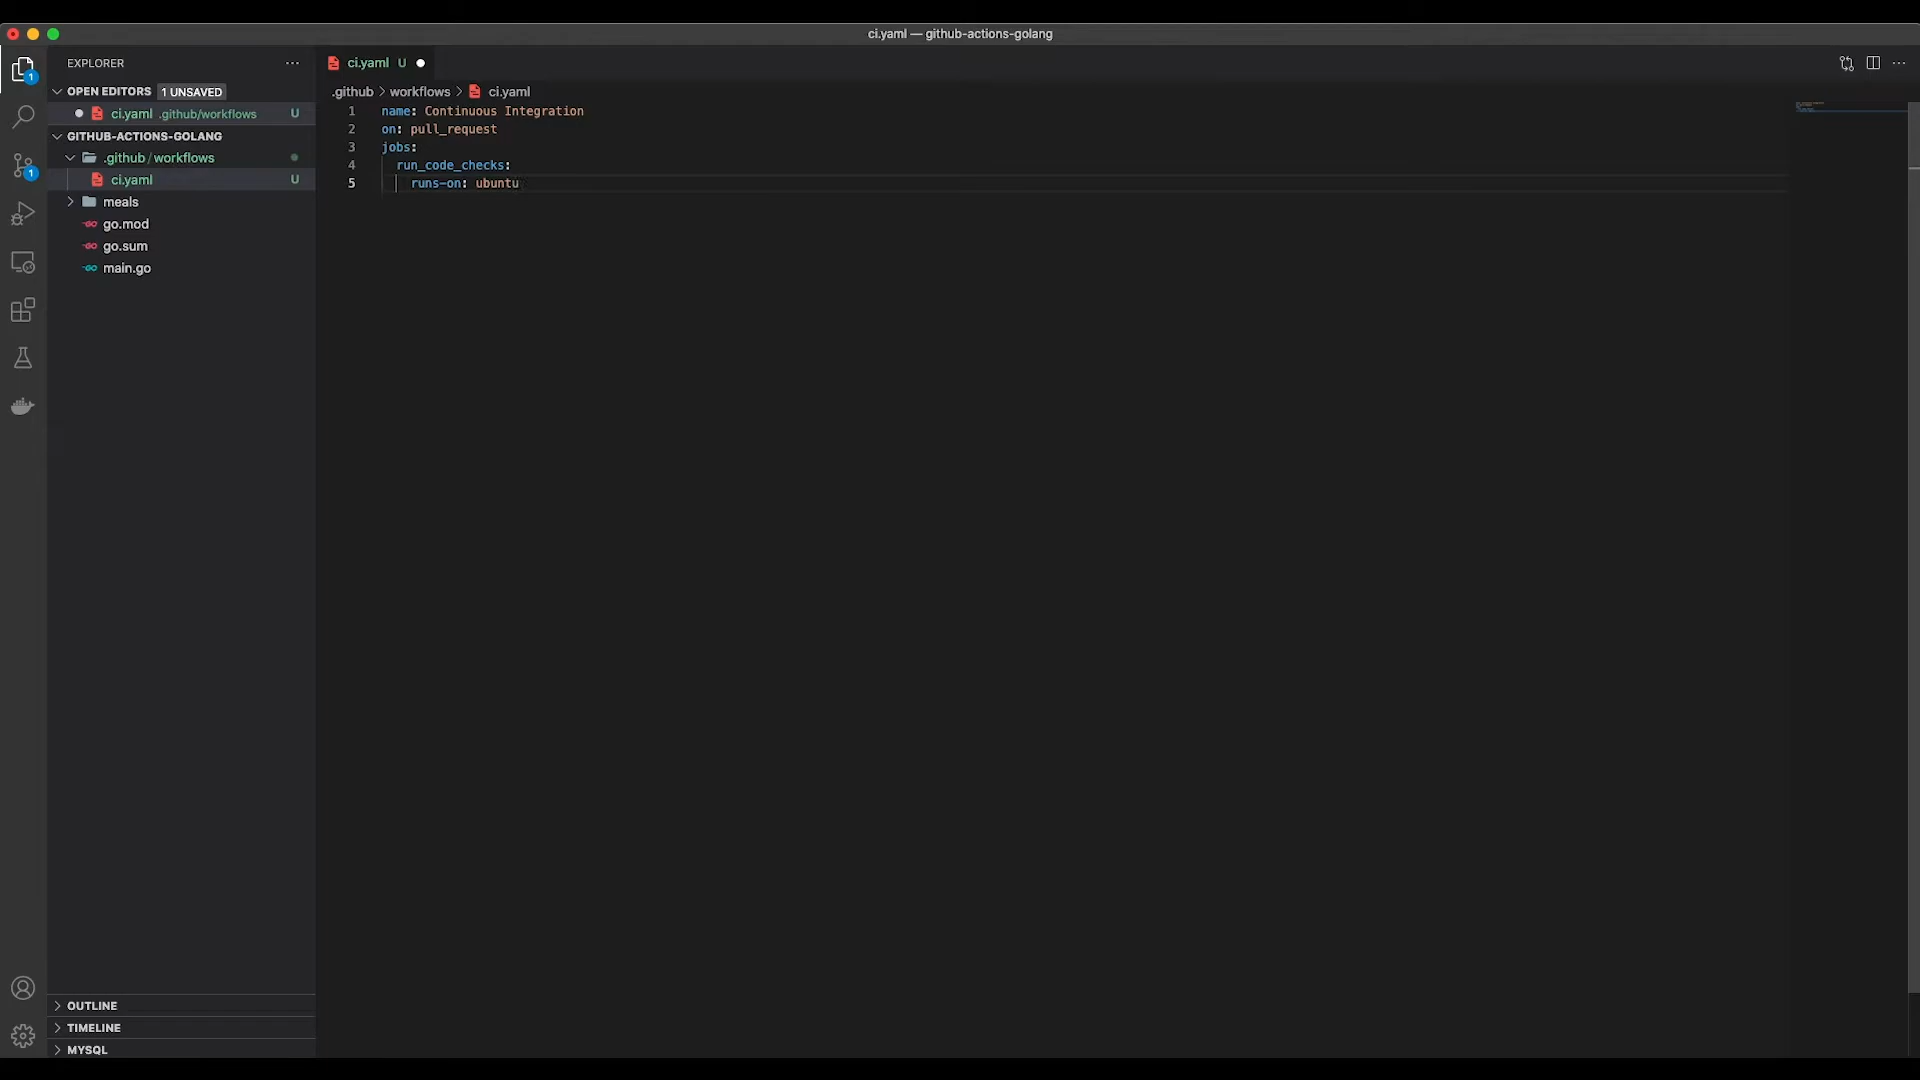 ci.yaml — github-actions-golang
EXPLORER
ci.yaml U
OPEN EDITORS 1 UNSAVED
ci.yaml .github/workflows U
GITHUB-ACTIONS-GOLANG
.github / workflows
ci.yaml U
meals
go.mod
go.sum
main.go
OUTLINE
TIMELINE
MYSQL
1
1
.github > workflows > ci.yaml
1 name: Continuous Integration
2 on: pull_request
3 jobs:
4 run_code_checks:
5 runs-on: ubuntu